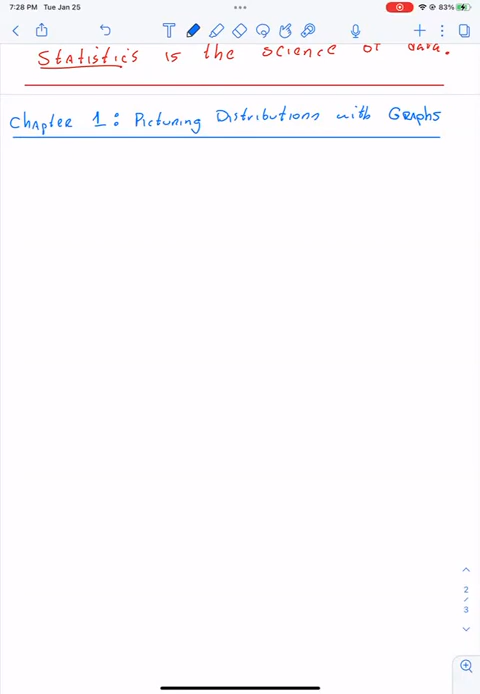 7:28 PM Tue Jan 25
83%
Statistics is the science of data.
Chapter 1: Picturing Distributions with Graphs
2
/
3